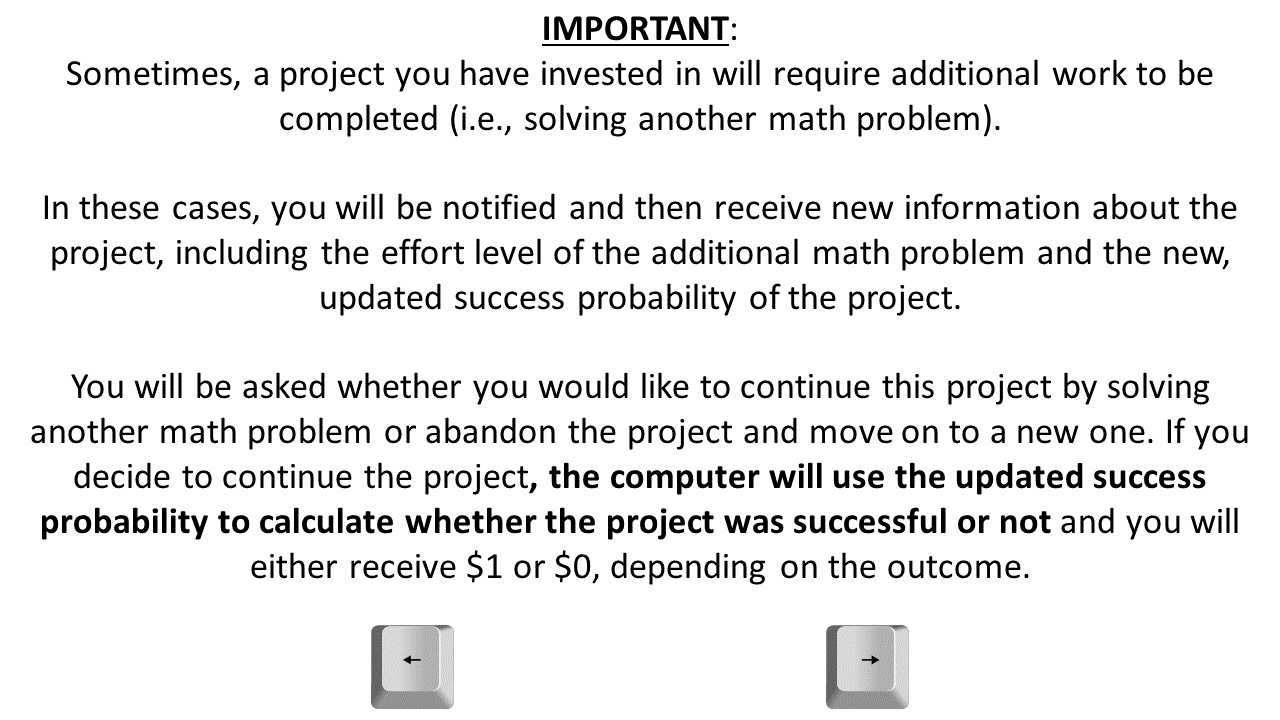 IMPORTANT:
Sometimes, a project you have invested in will require additional work to be
completed (i.e., solving another math problem).
In these cases, you will be notified and then receive new information about the
project, including the effort level of the additional math problem and the new,
updated success probability of the project.
You will be asked whether you would like to continue this project by solving
another math problem or abandon the project and move on to a new one. If you
decide to continue the project, the computer will use the updated success
probability to calculate whether the project was successful or not and you will
either receive $1 or $0, depending on the outcome.
← →